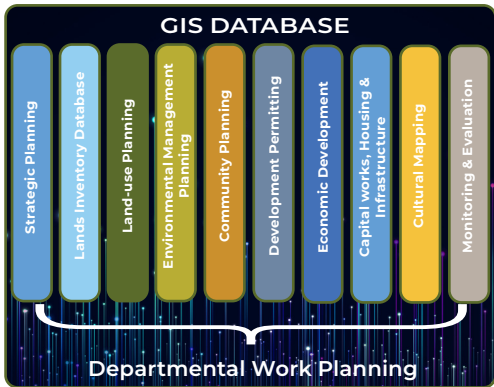 GIS DATABASE
Strategic Planning
Lands Inventory Database
Land-use Planning
Environmental Management
Planning
Community Planning
Development Permitting
Economic Development
Capital works, Housing &
Infrastructure
Cultural Mapping
Monitoring & Evaluation
Departmental Work Planning